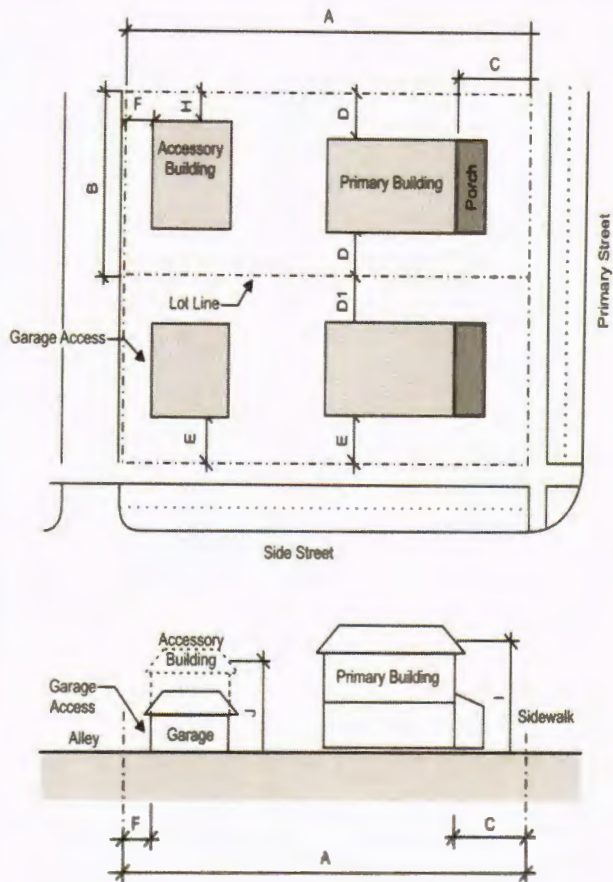 A
C
F
H
D
Accessory
Building
Primary Building
Porch
B
D
Primary Street
Lot Line
D1
Garage Access
E
E
Side Street
Accessory
Building
Primary Building
Garage
Access
J
I
Sidewalk
Alley
Garage
F
C
A